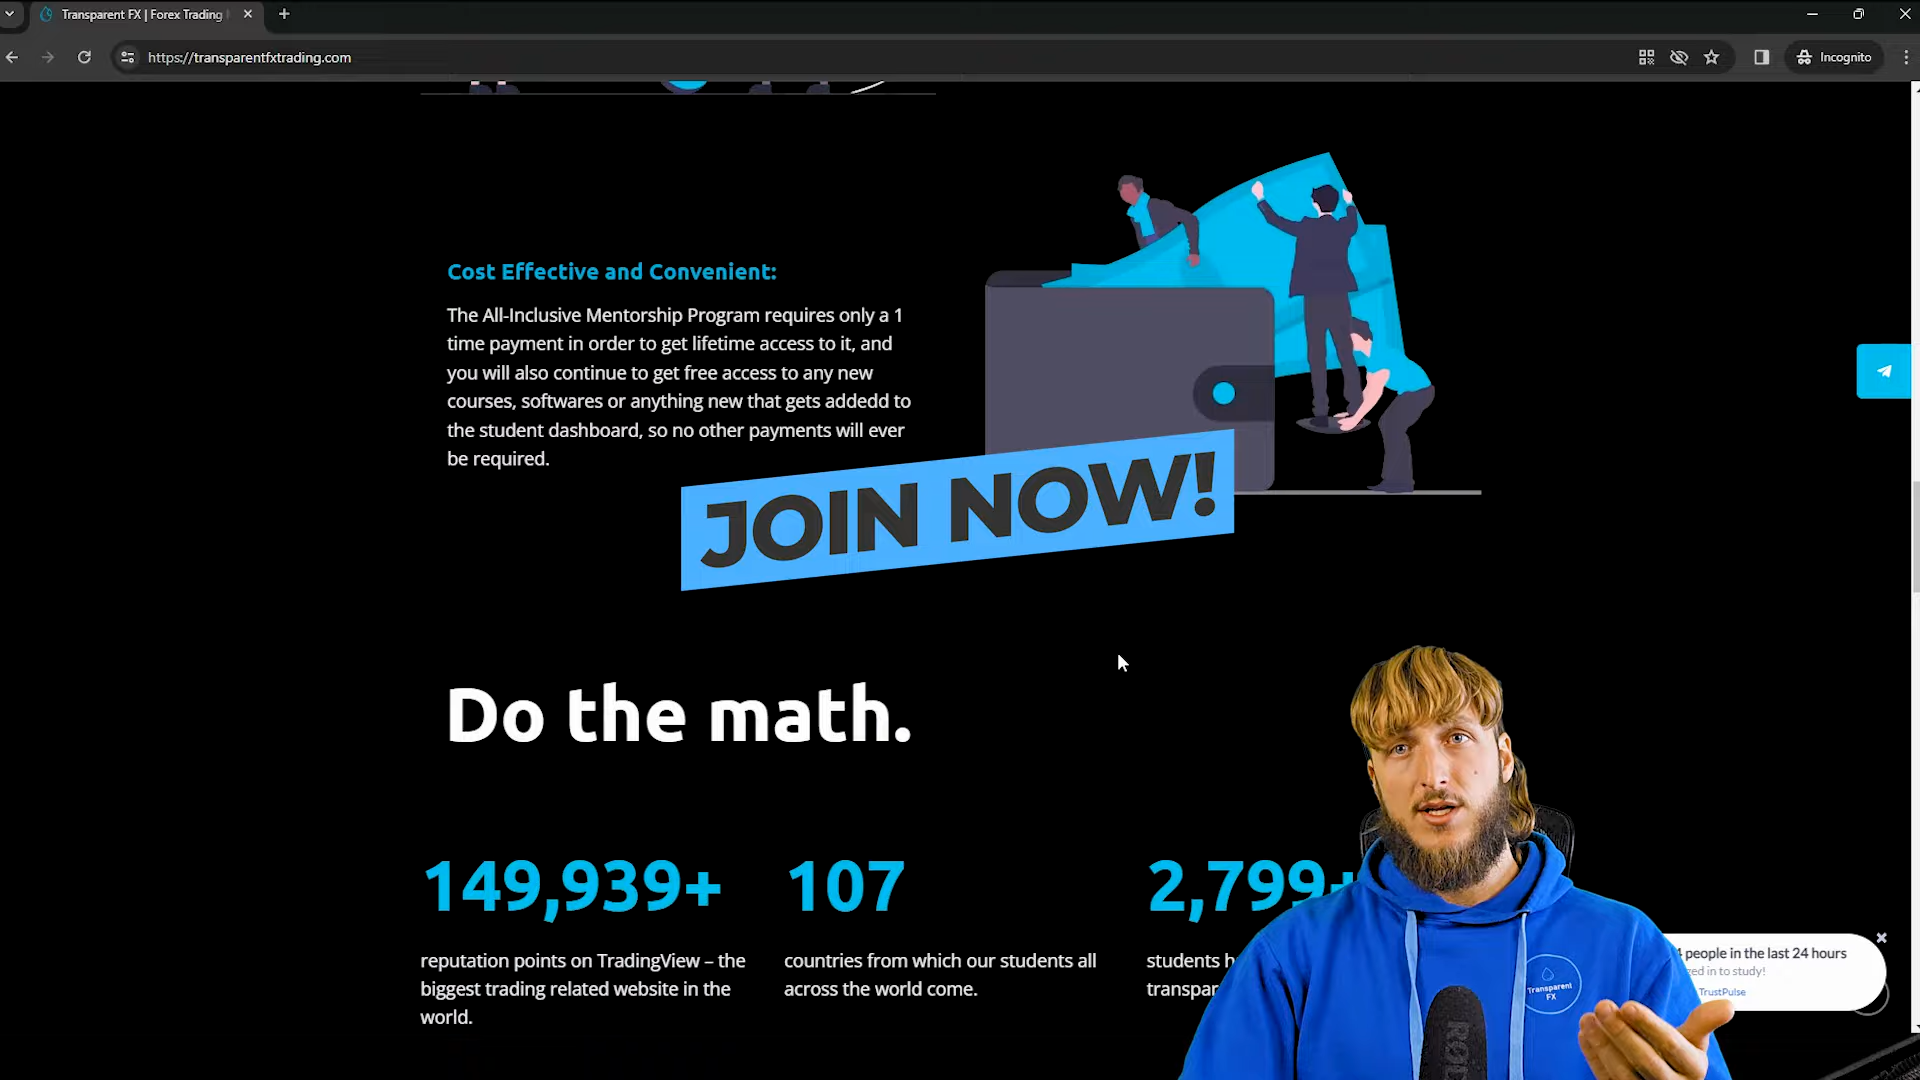 Transparent FX | Forex Trading
https://transparentfxtrading.com
Incognito
Cost Effective and Convenient:
The All-Inclusive Mentorship Program requires only a 1
time payment in order to get lifetime access to it, and
you will also continue to get free access to any new
courses, softwares or anything new that gets addedd to
the student dashboard, so no other payments will ever
be required.
JOIN NOW!
Do the math.
149,939+
107
2,799+
reputation points on TradingView – the
biggest trading related website in the
world.
countries from which our students all
across the world come.
students
people in the last 24 hours
in to study!
TrustPulse
Transparent
FX